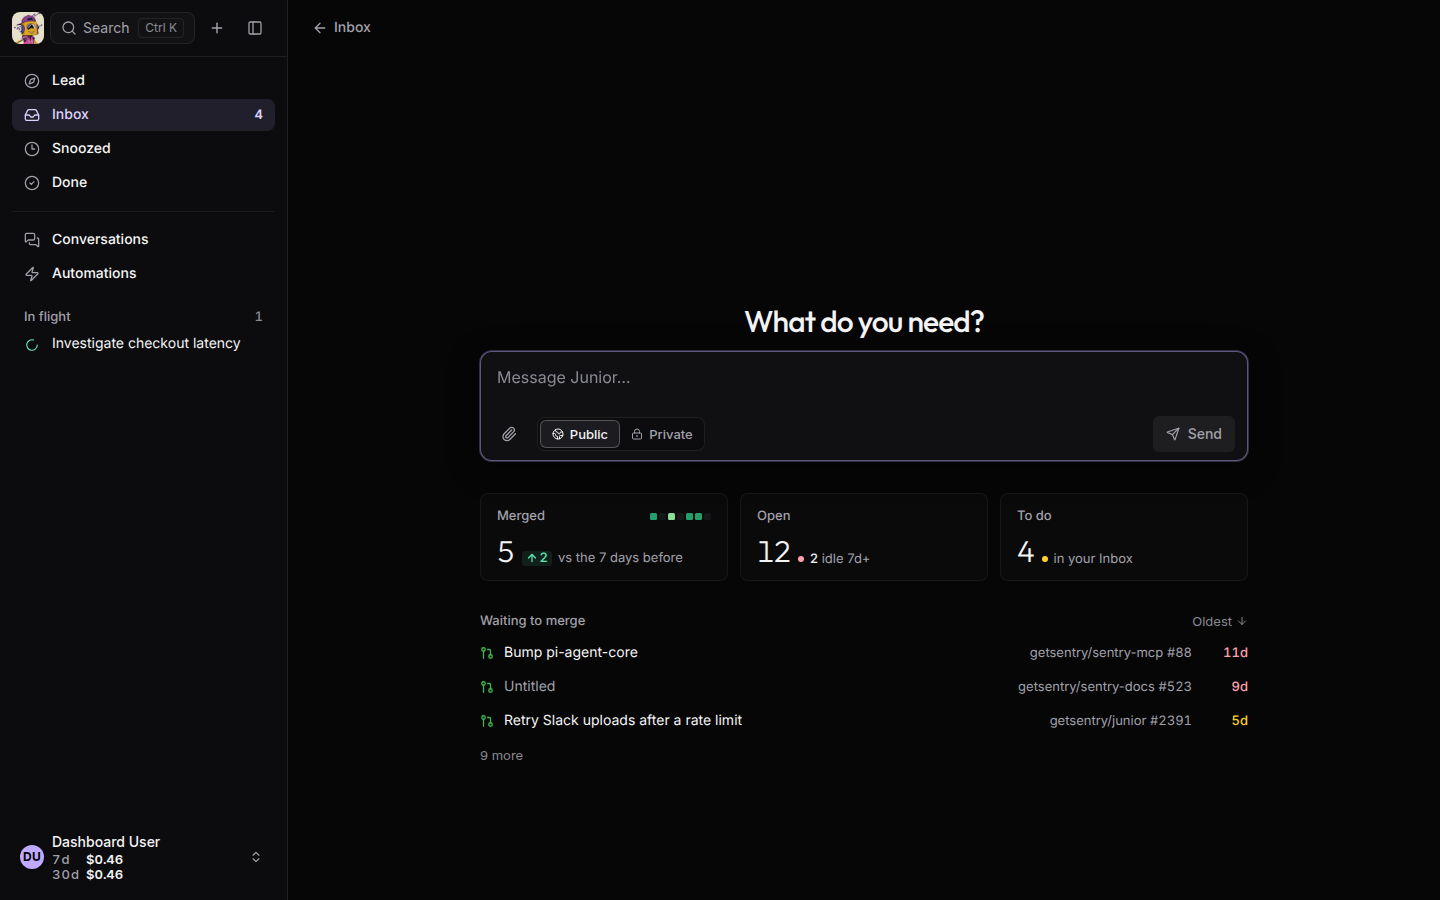 Search Ctrl K
Lead
Inbox 4
Snoozed
Done
Conversations
Automations
In flight 1
Investigate checkout latency
DU
Dashboard User
7d $0.46
30d $0.46
Inbox
What do you need?
Message Junior...
Public Private Send
Merged
5 2 vs the 7 days before
Open
12 2 idle 7d+
To do
4 in your Inbox
Waiting to merge Oldest
Bump pi-agent-core getsentry/sentry-mcp #88 11d
Untitled getsentry/sentry-docs #523 9d
Retry Slack uploads after a rate limit getsentry/junior #2391 5d
9 more